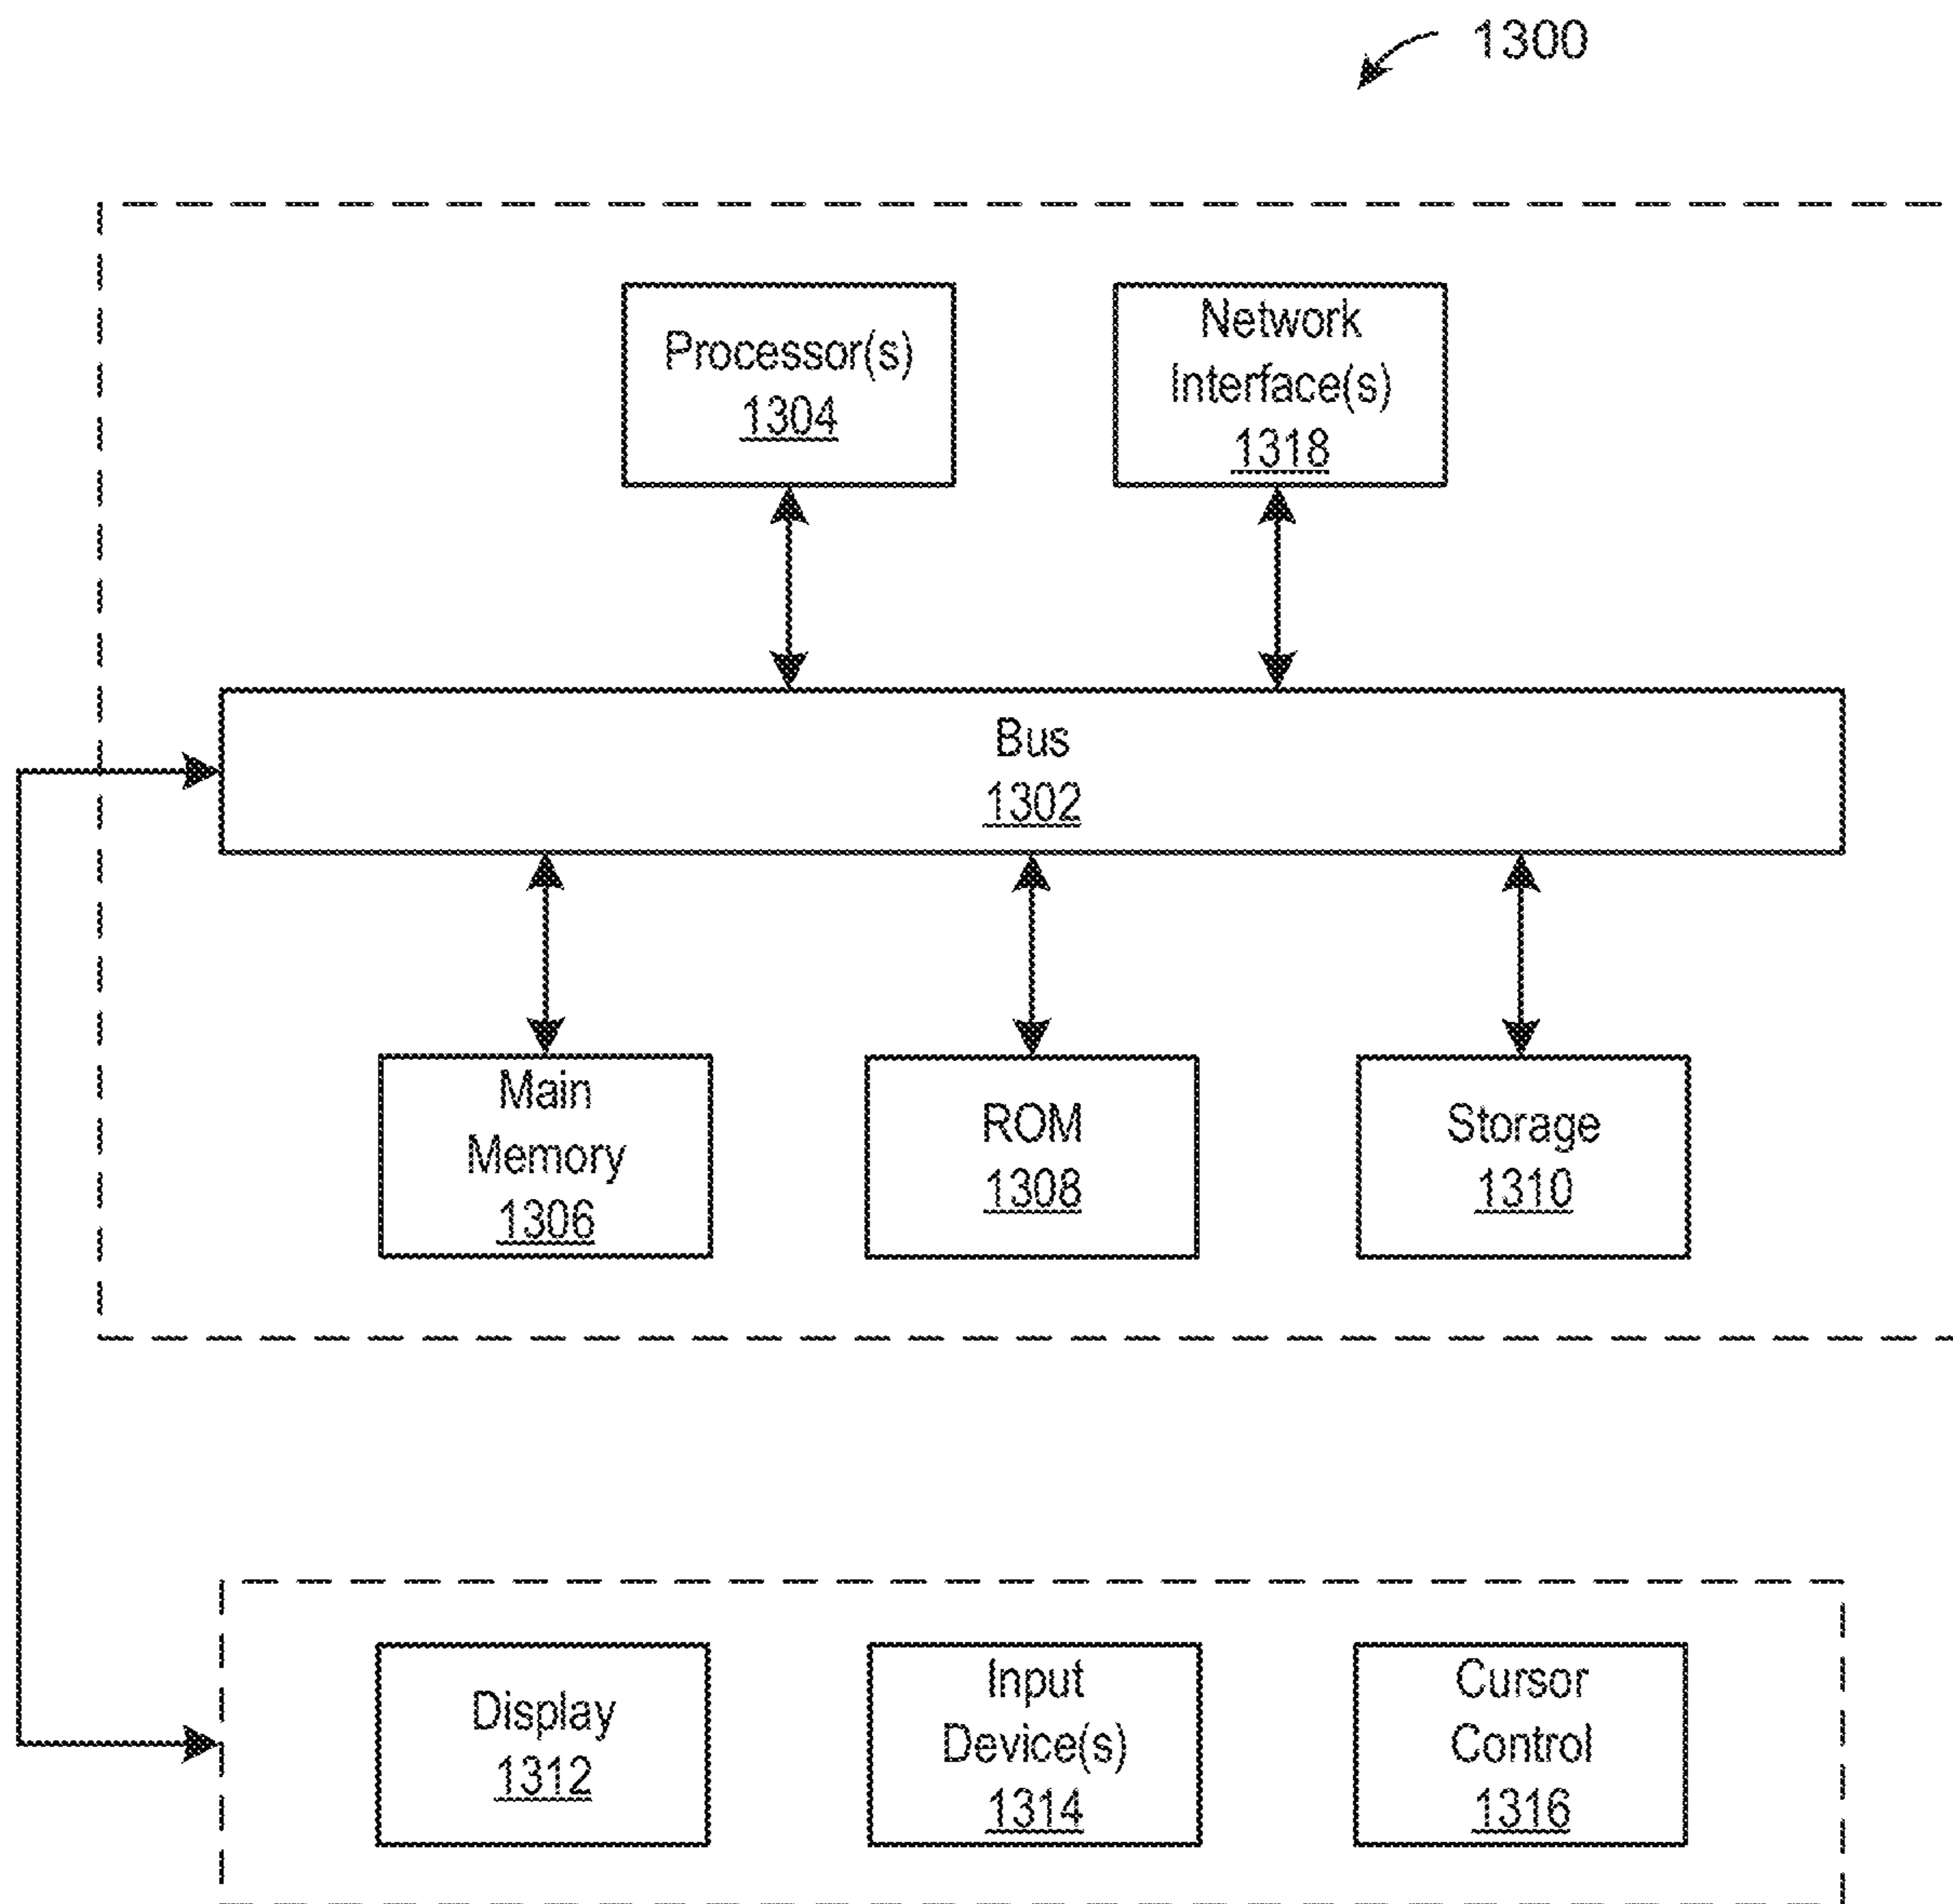 1300
Processor(s)
1304
Network
Interface(s)
1318
Bus
1302
Main
Memory
1306
ROM
1308
Storage
1310
Display
1312
Input
Device(s)
1314
Cursor
Control
1316